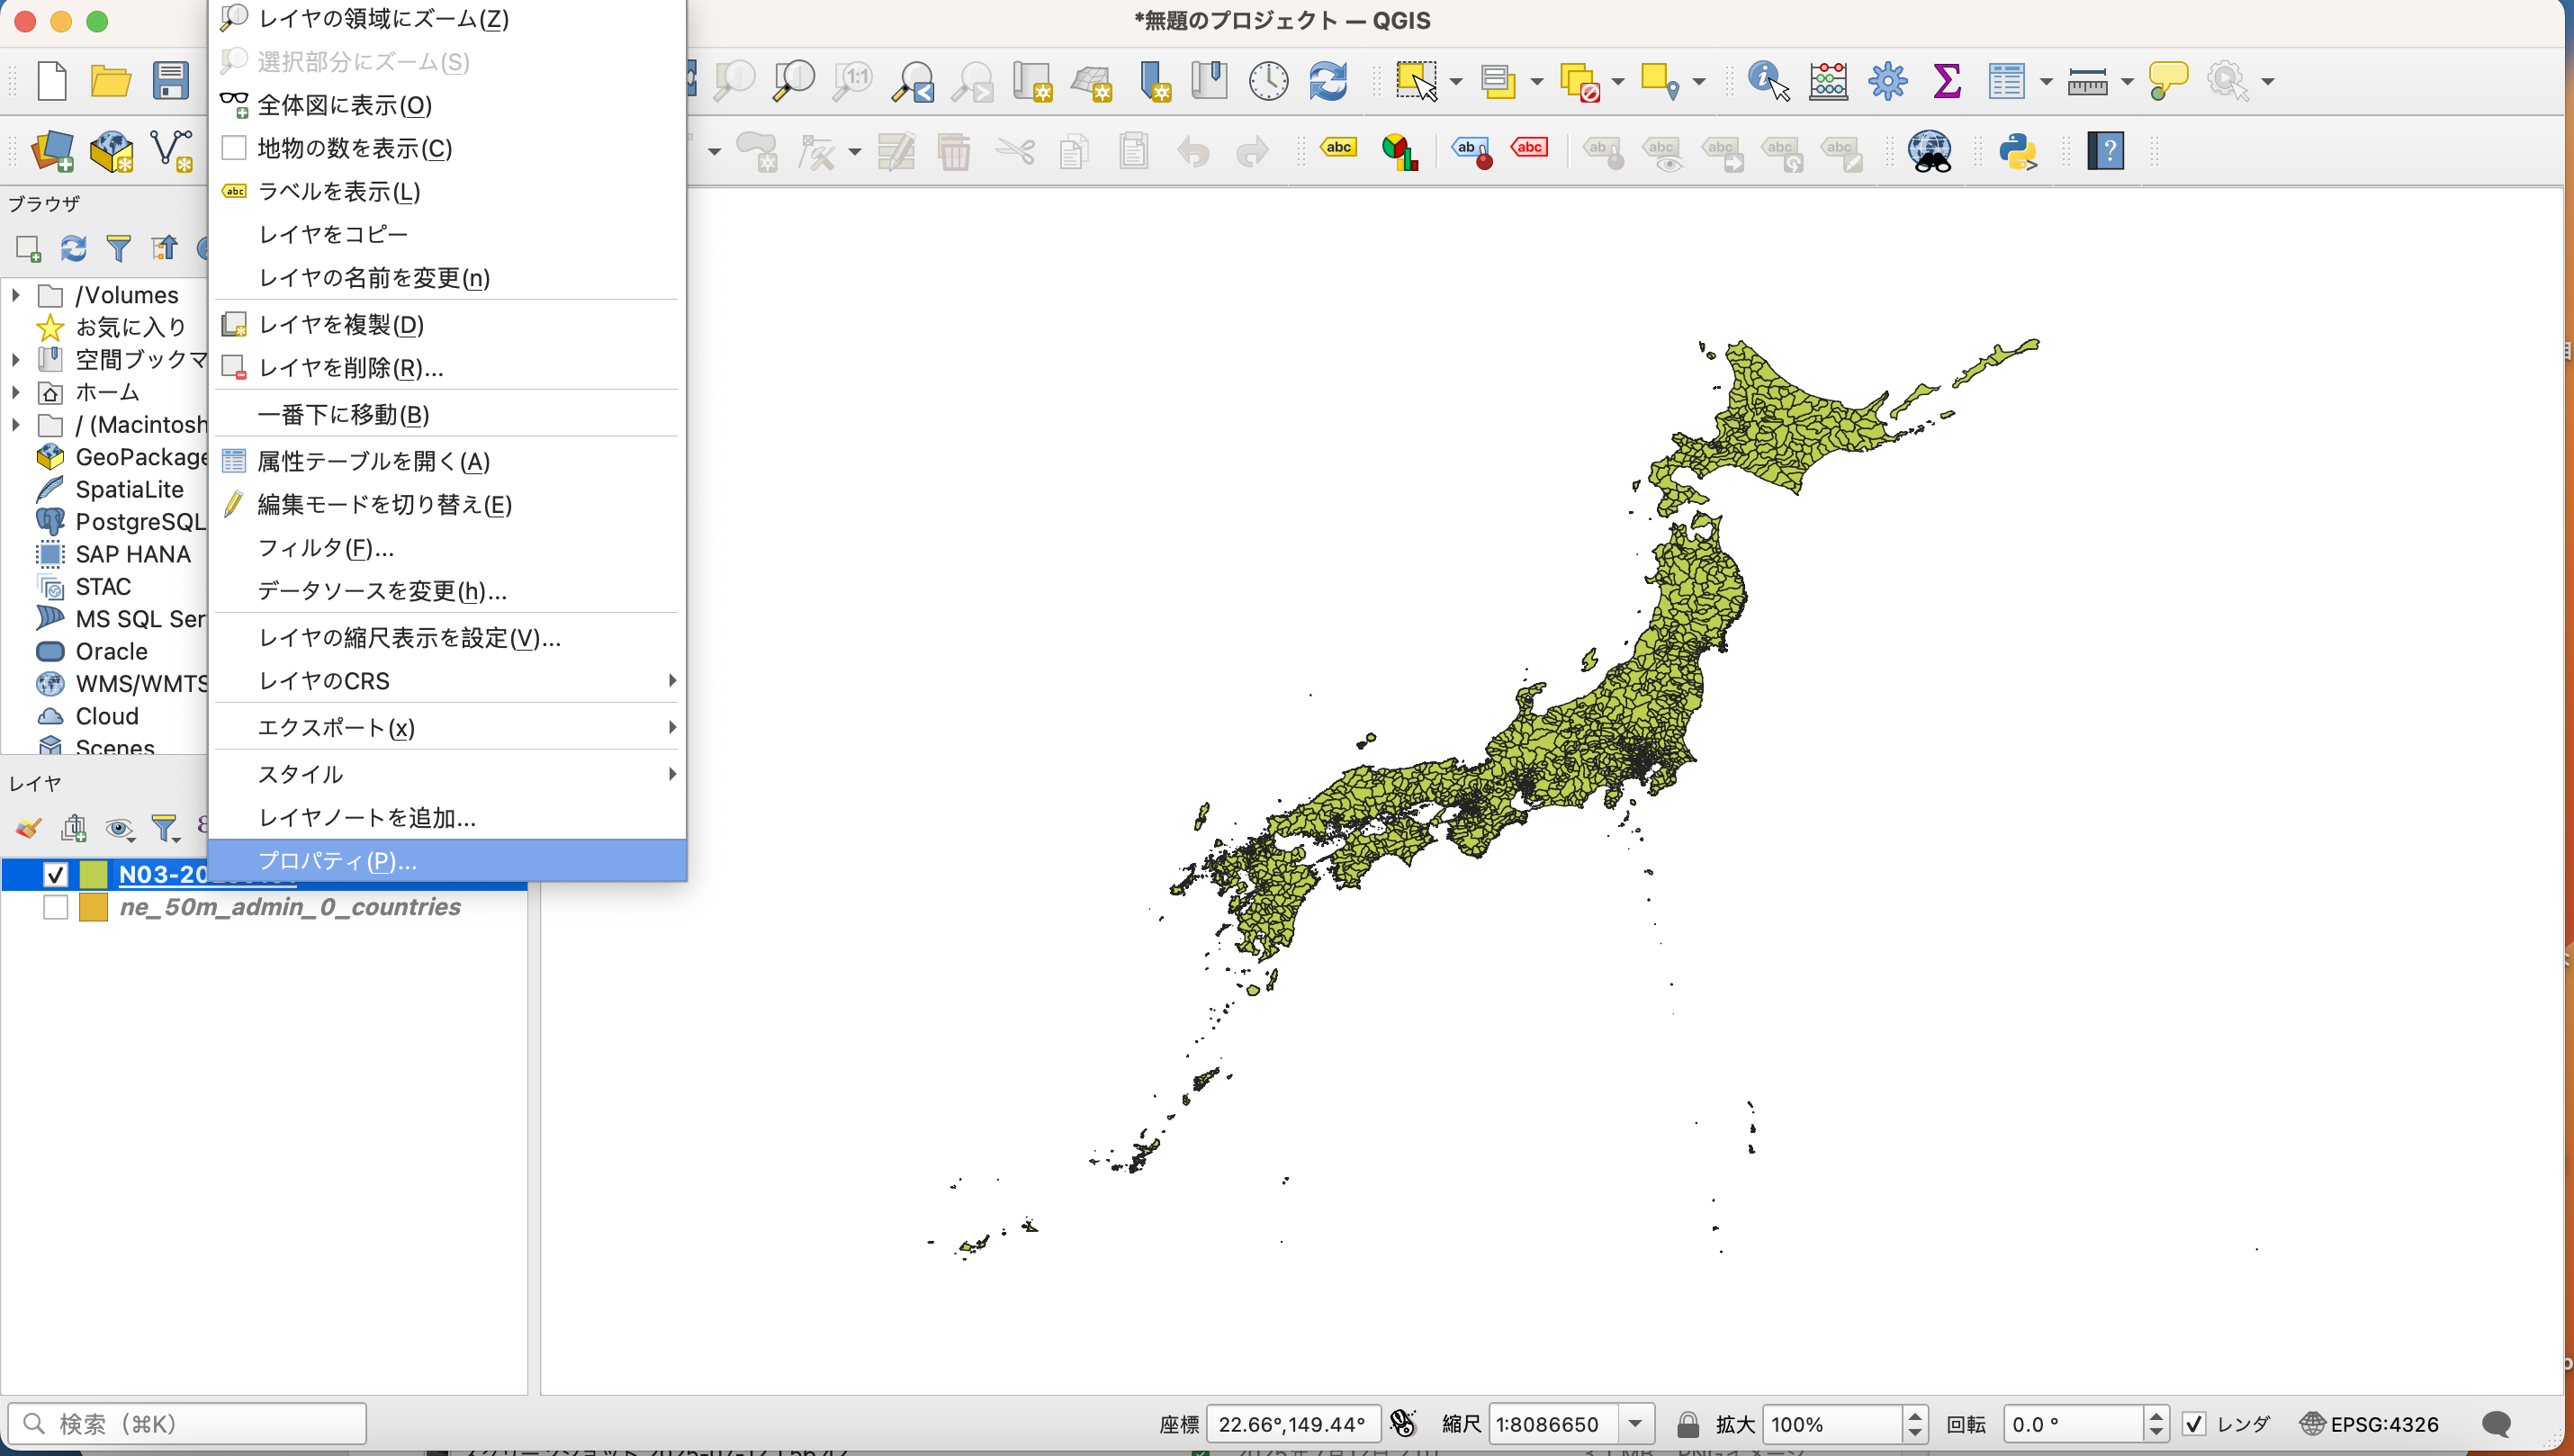 *無題のプロジェクト — QGIS
レイヤの領域にズーム(Z)
選択部分にズーム(S)
全体図に表示(O)
地物の数を表示(C)
ラベルを表示(L)
レイヤをコピー
レイヤの名前を変更(n)
レイヤを複製(D)
レイヤを削除(R)...
一番下に移動(B)
属性テーブルを開く(A)
編集モードを切り替え(E)
フィルタ(F)...
データソースを変更(h)...
レイヤの縮尺表示を設定(V)...
レイヤのCRS
エクスポート(x)
スタイル
レイヤノートを追加...
プロパティ(P)...
1:1
abc
ab
abc
ab
abc
abc
abc
abc
ブラウザ
/Volumes
お気に入り
空間ブックマ
ホーム
/ (Macintosh
GeoPackage
SpatiaLite
PostgreSQL
SAP HANA
STAC
MS SQL Ser
Oracle
WMS/WMTS
Cloud
Scenes
レイヤ
N03-20
ne_50m_admin_0_countries
検索 (⌘K)
座標 22.66°,149.44° 縮尺 1:8086650 拡大 100% 回転 0.0 ° レンダ EPSG:4326